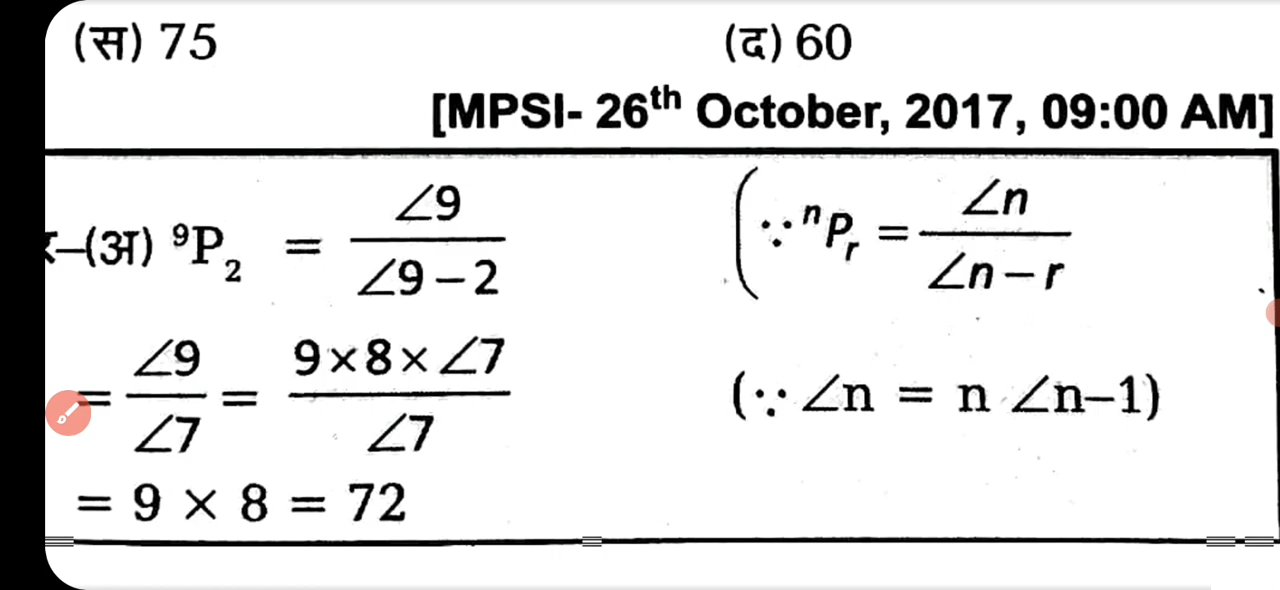 (स) 75 (द) 60
[MPSI- 26th October, 2017, 09:00 AM]
–(अ) ⁹P₂ = ∠9 / ∠9 – 2 (∵ ⁿPᵣ = ∠n / ∠n – r
= ∠9 / ∠7 = 9 × 8 × ∠7 / ∠7 (∵ ∠n = n ∠n–1)
= 9 × 8 = 72